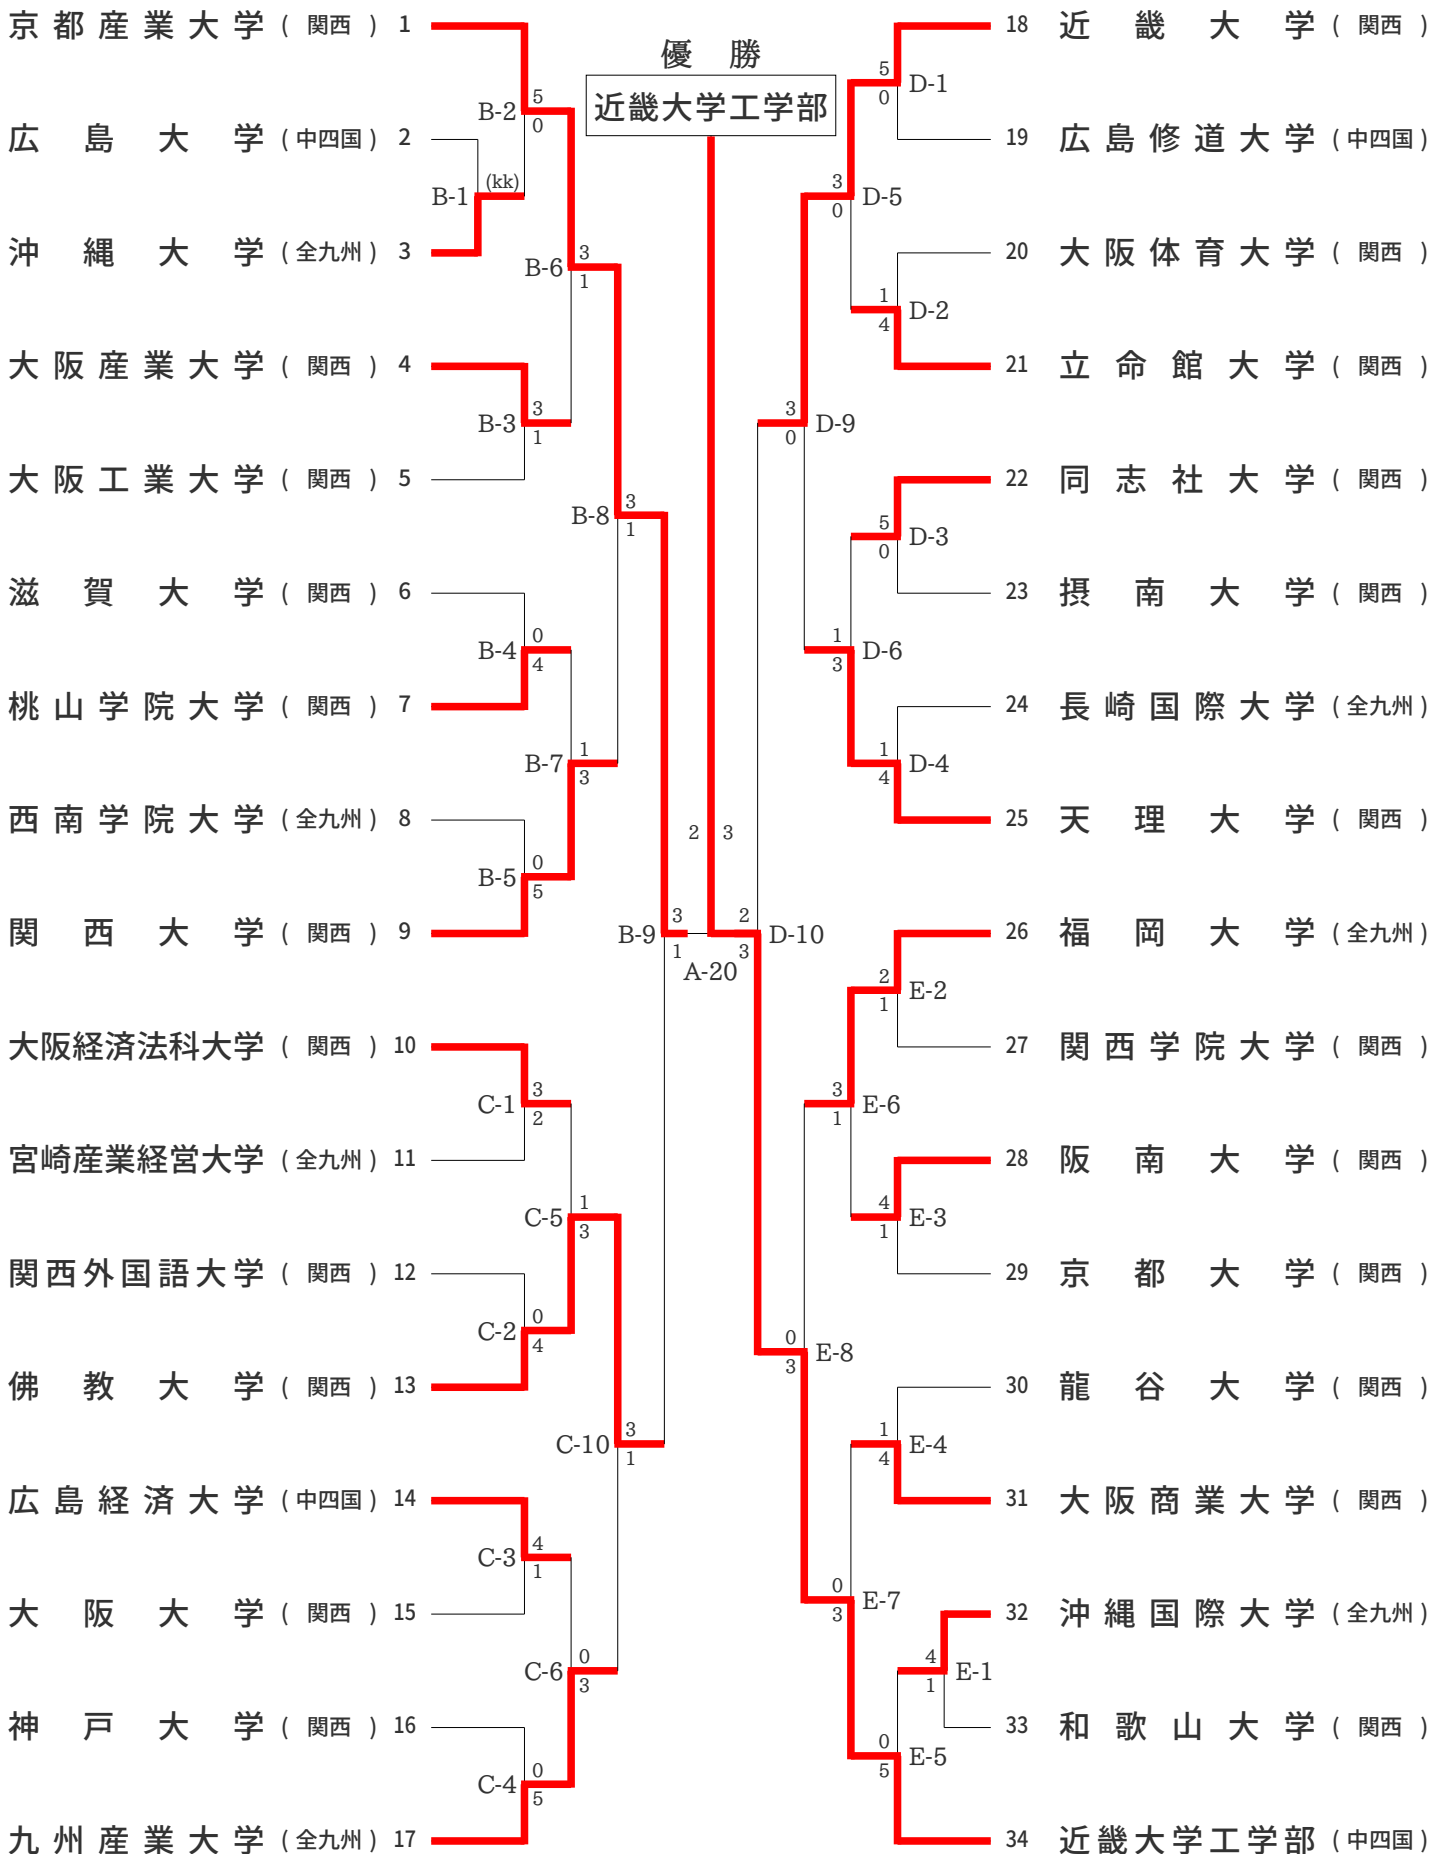 優勝
近畿大学工学部
京都産業大学 ( 関西 ) 1
広島大学 ( 中四国 ) 2
沖縄大学 ( 全九州 ) 3
大阪産業大学 ( 関西 ) 4
大阪工業大学 ( 関西 ) 5
滋賀大学 ( 関西 ) 6
桃山学院大学 ( 関西 ) 7
西南学院大学 ( 全九州 ) 8
関西大学 ( 関西 ) 9
大阪経済法科大学 ( 関西 ) 10
宮崎産業経営大学 ( 全九州 ) 11
関西外国語大学 ( 関西 ) 12
佛教大学 ( 関西 ) 13
広島経済大学 ( 中四国 ) 14
大阪大学 ( 関西 ) 15
神戸大学 ( 関西 ) 16
九州産業大学 ( 全九州 ) 17
B-2 5 0
B-1 (kk)
B-6 3 1
B-3 3 1
B-8 3 1
B-4 0 4
B-7 1 3
B-5 0 5
B-9 3 1
C-1 3 2
C-5 1 3
C-2 0 4
C-10 3 1
C-3 4 1
C-6 0 3
C-4 0 5
2 3
A-20
5 0 D-1
3 0 D-5
1 4 D-2
3 0 D-9
5 0 D-3
1 3 D-6
1 4 D-4
2 3 D-10
2 1 E-2
3 1 E-6
4 1 E-3
0 3 E-8
1 4 E-4
0 3 E-7
4 1 E-1
0 5 E-5
18 近畿大学 ( 関西 )
19 広島修道大学 ( 中四国 )
20 大阪体育大学 ( 関西 )
21 立命館大学 ( 関西 )
22 同志社大学 ( 関西 )
23 摂南大学 ( 関西 )
24 長崎国際大学 ( 全九州 )
25 天理大学 ( 関西 )
26 福岡大学 ( 全九州 )
27 関西学院大学 ( 関西 )
28 阪南大学 ( 関西 )
29 京都大学 ( 関西 )
30 龍谷大学 ( 関西 )
31 大阪商業大学 ( 関西 )
32 沖縄国際大学 ( 全九州 )
33 和歌山大学 ( 関西 )
34 近畿大学工学部 ( 中四国 )